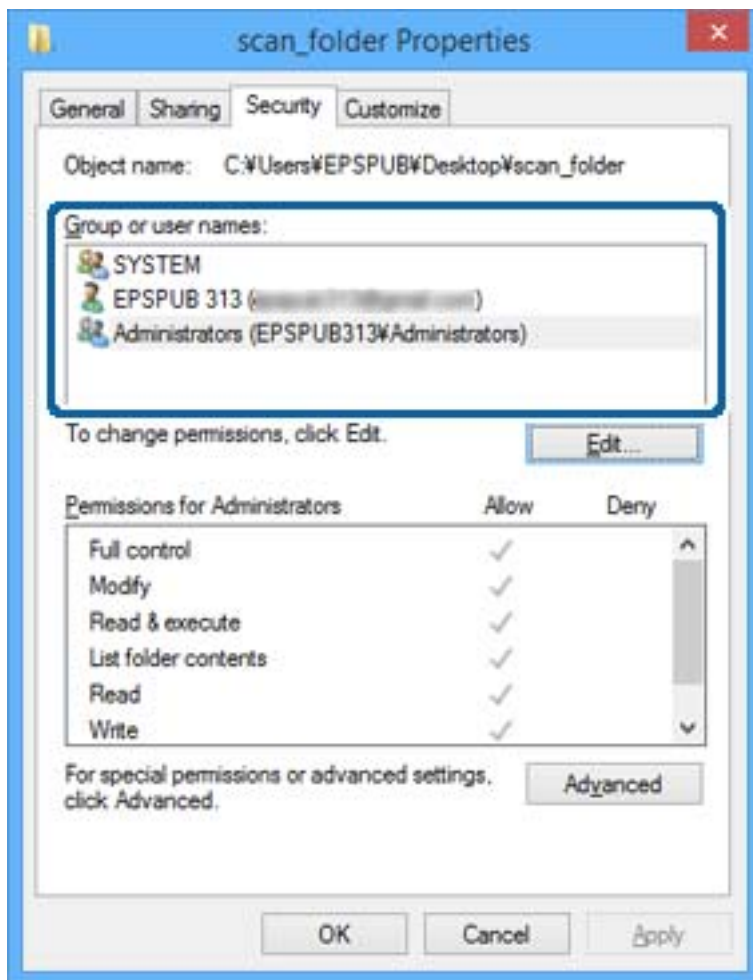 scan_folder Properties
General Sharing Security Customize
Object name: C:¥Users¥EPSPUB¥Desktop¥scan_folder
Group or user names:
SYSTEM
EPSPUB 313 ( )
Administrators (EPSPUB313¥Administrators)
To change permissions, click Edit.
Edit...
Permissions for Administrators Allow Deny
Full control
Modify
Read & execute
List folder contents
Read
Write
For special permissions or advanced settings,
click Advanced.
Advanced
OK Cancel Apply